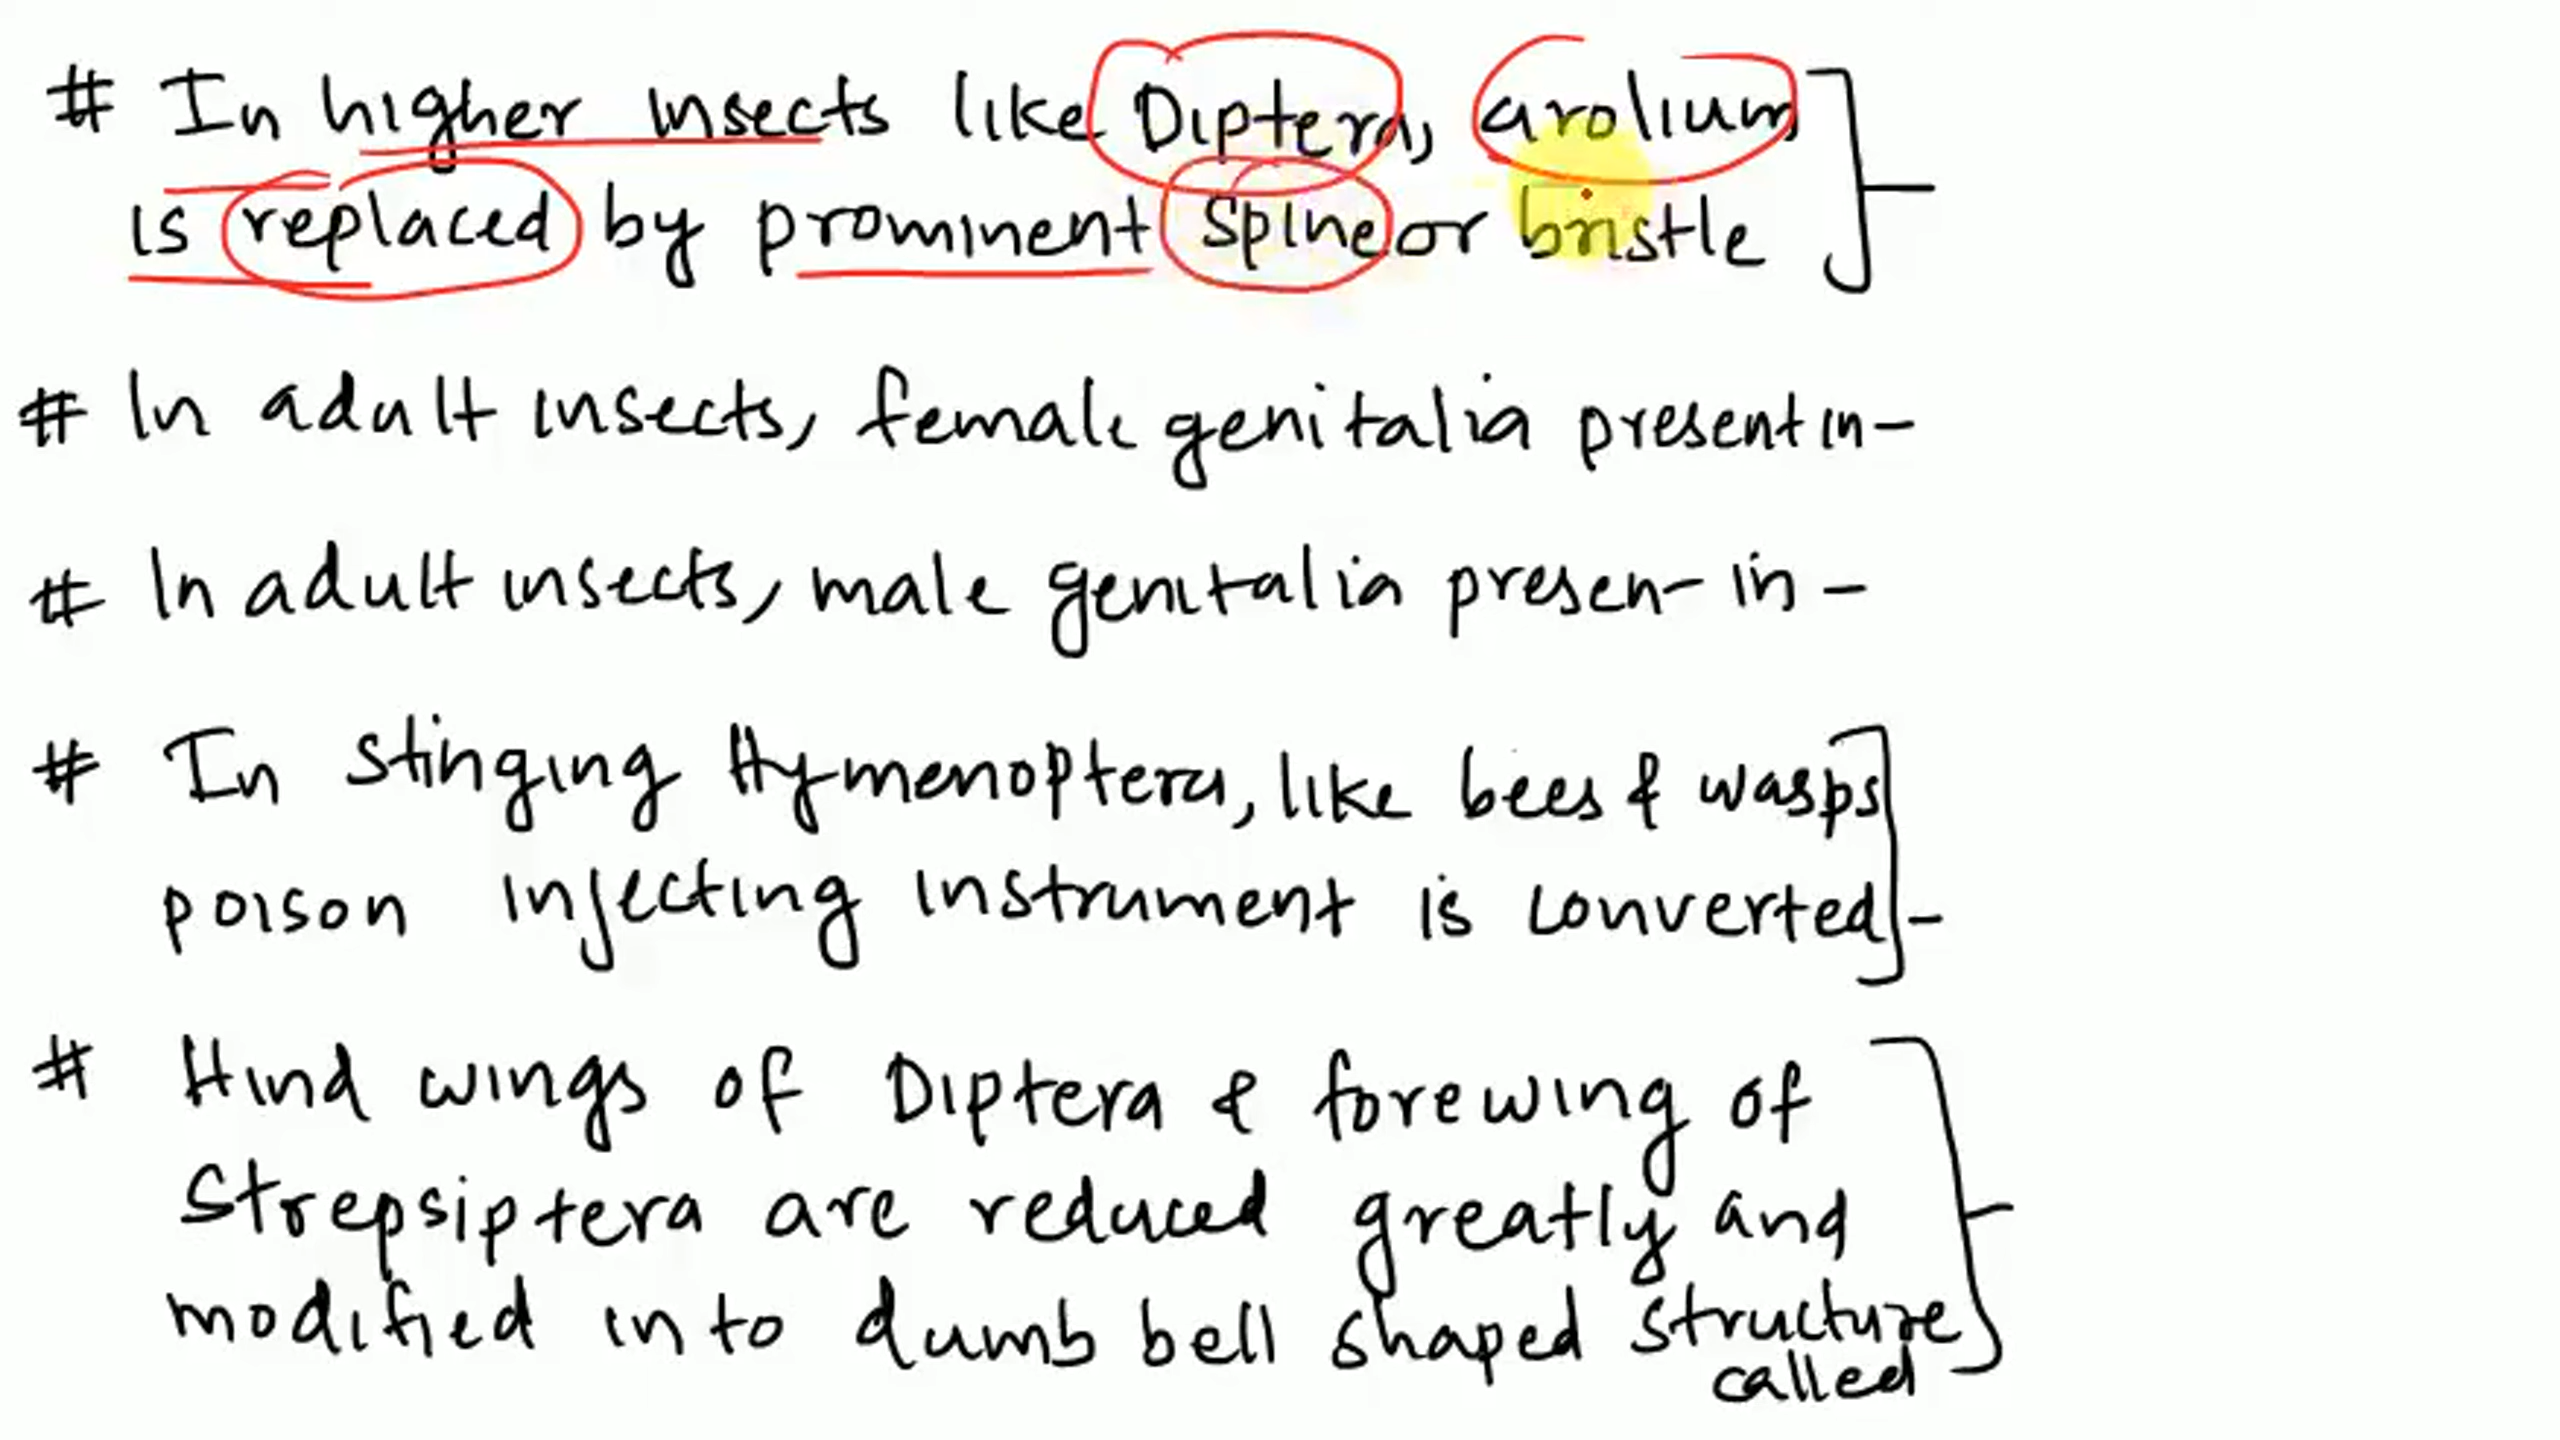 # In higher insects like Diptera, arolium
is replaced by prominent spine or bristle
# In adult insects, female genitalia present in -
# In adult insects, male genitalia presen- in -
# In stinging Hymenoptera, like bees & wasps
poison injecting instrument is converted -
# Hind wings of Diptera & forewing of
Strepsiptera are reduced greatly and
modified into dumb bell shaped structure
called